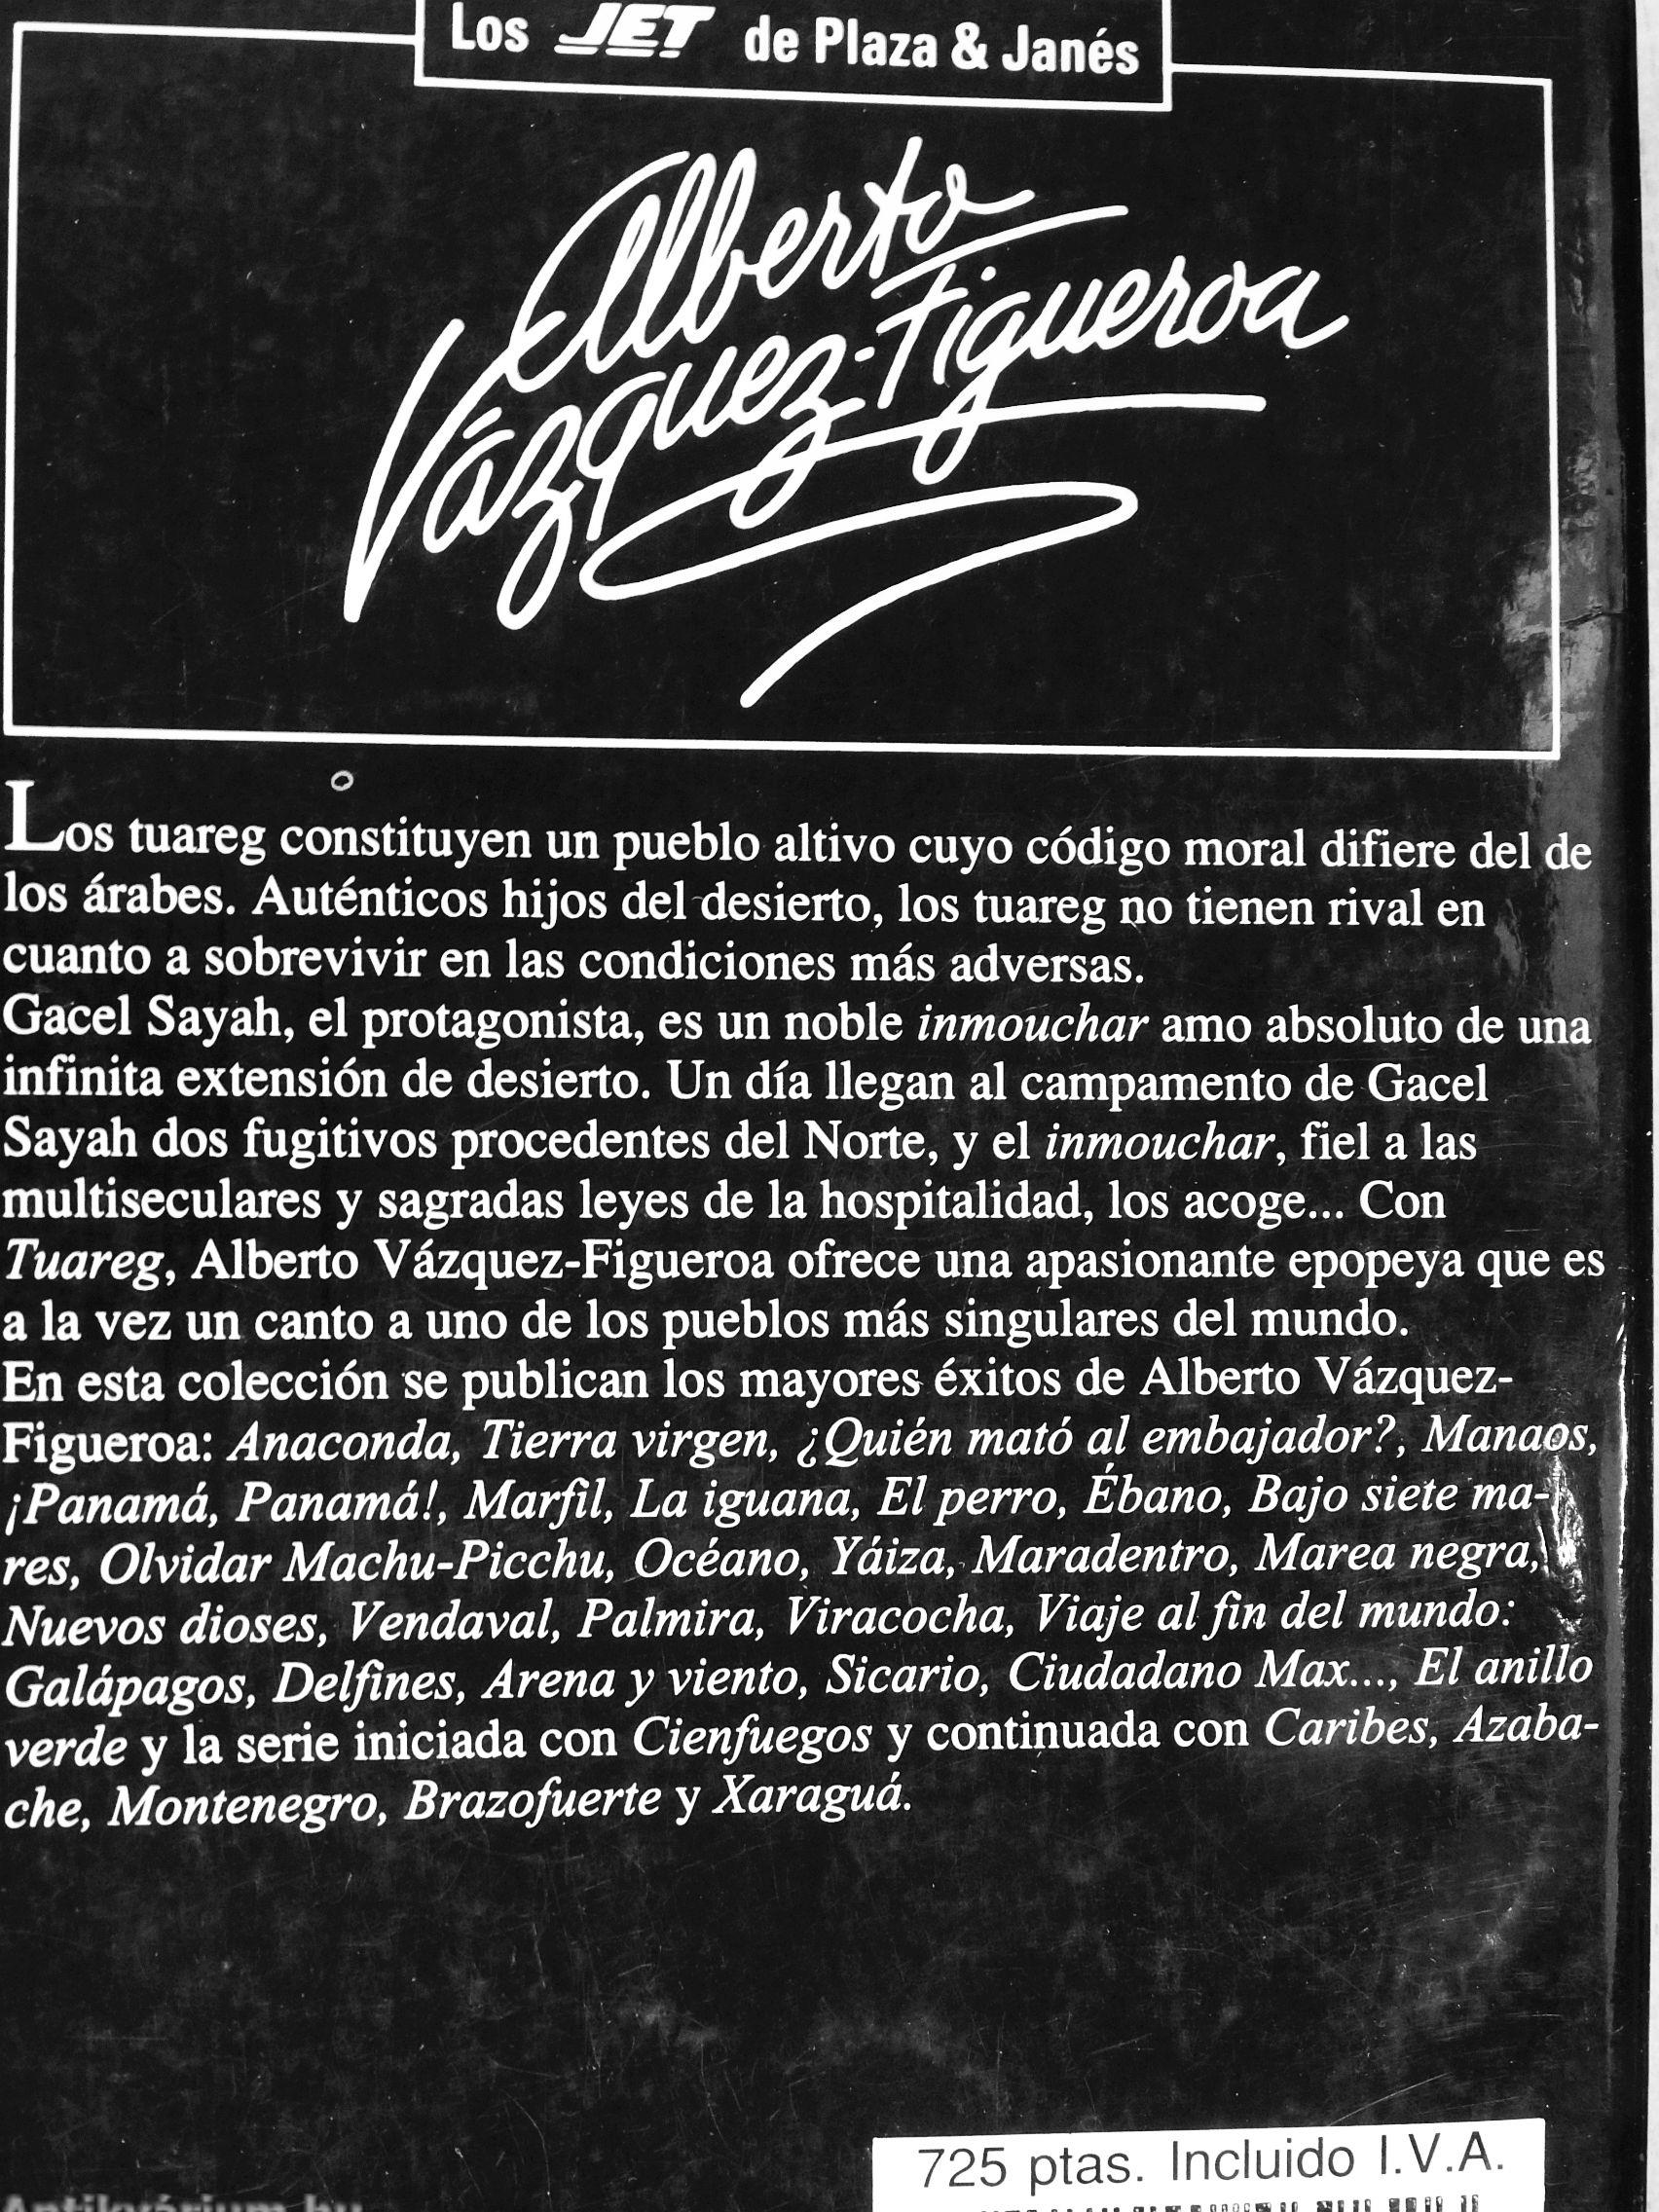 Los JET de Plaza & Janés
Alberto
Vázquez-Figueroa
Los tuareg constituyen un pueblo altivo cuyo código moral difiere del de
los árabes. Auténticos hijos del desierto, los tuareg no tienen rival en
cuanto a sobrevivir en las condiciones más adversas.
Gacel Sayah, el protagonista, es un noble inmouchar amo absoluto de una
infinita extensión de desierto. Un día llegan al campamento de Gacel
Sayah dos fugitivos procedentes del Norte, y el inmouchar, fiel a las
multiseculares y sagradas leyes de la hospitalidad, los acoge... Con
Tuareg, Alberto Vázquez-Figueroa ofrece una apasionante epopeya que es
a la vez un canto a uno de los pueblos más singulares del mundo.
En esta colección se publican los mayores éxitos de Alberto Vázquez-
Figueroa: Anaconda, Tierra virgen, ¿Quién mató al embajador?, Manaos,
¡Panamá, Panamá!, Marfil, La iguana, El perro, Ébano, Bajo siete ma-
res, Olvidar Machu-Picchu, Océano, Yáiza, Maradentro, Marea negra,
Nuevos dioses, Vendaval, Palmira, Viracocha, Viaje al fin del mundo:
Galápagos, Delfines, Arena y viento, Sicario, Ciudadano Max..., El anillo
verde y la serie iniciada con Cienfuegos y continuada con Caribes, Azaba-
che, Montenegro, Brazofuerte y Xaraguá.
725 ptas. Incluido I.V.A.
Antikvárium.hu